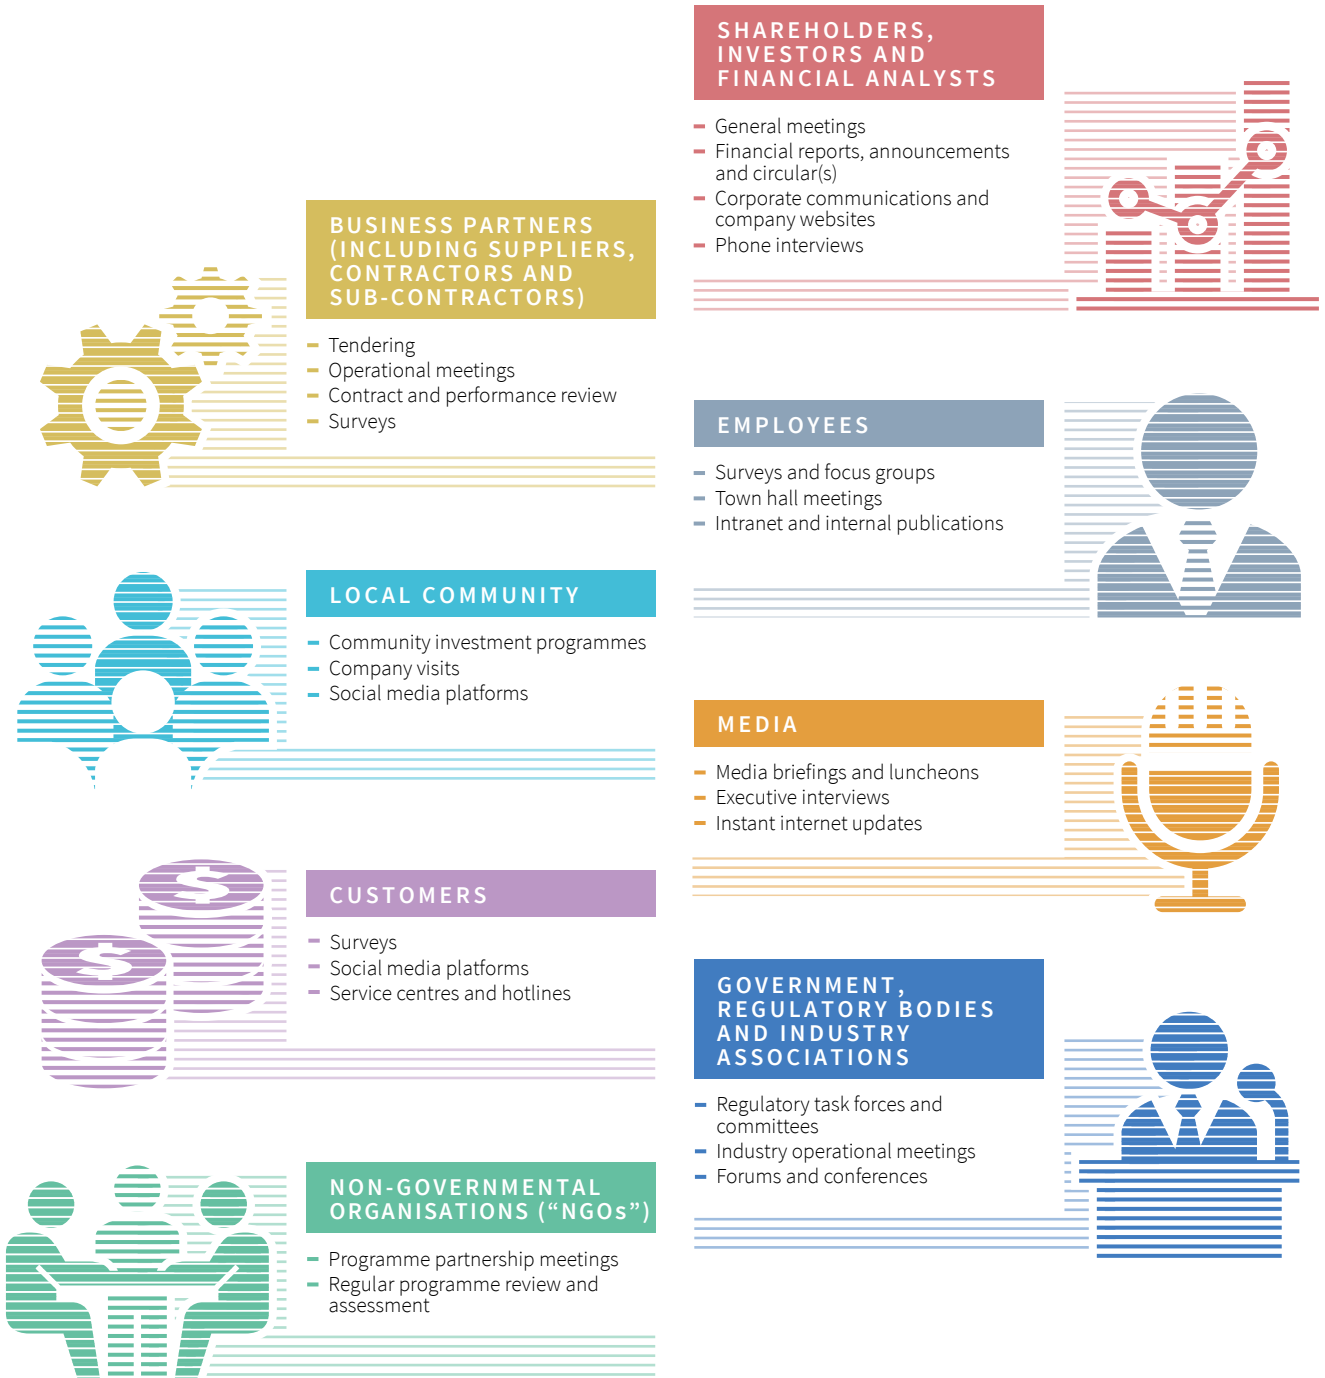 BUSINESS PARTNERS
(INCLUDING SUPPLIERS,
CONTRACTORS AND
SUB-CONTRACTORS)
Tendering
Operational meetings
Contract and performance review
Surveys
LOCAL COMMUNITY
Community investment programmes
Company visits
Social media platforms
CUSTOMERS
$
$
Surveys
Social media platforms
Service centres and hotlines
NON-GOVERNMENTAL
ORGANISATIONS (“NGOs”)
Programme partnership meetings
Regular programme review and
assessment
SHAREHOLDERS,
INVESTORS AND
FINANCIAL ANALYSTS
General meetings
Financial reports, announcements
and circular(s)
Corporate communications and
company websites
Phone interviews
EMPLOYEES
Surveys and focus groups
Town hall meetings
Intranet and internal publications
MEDIA
Media briefings and luncheons
Executive interviews
Instant internet updates
GOVERNMENT,
REGULATORY BODIES
AND INDUSTRY
ASSOCIATIONS
Regulatory task forces and
committees
Industry operational meetings
Forums and conferences